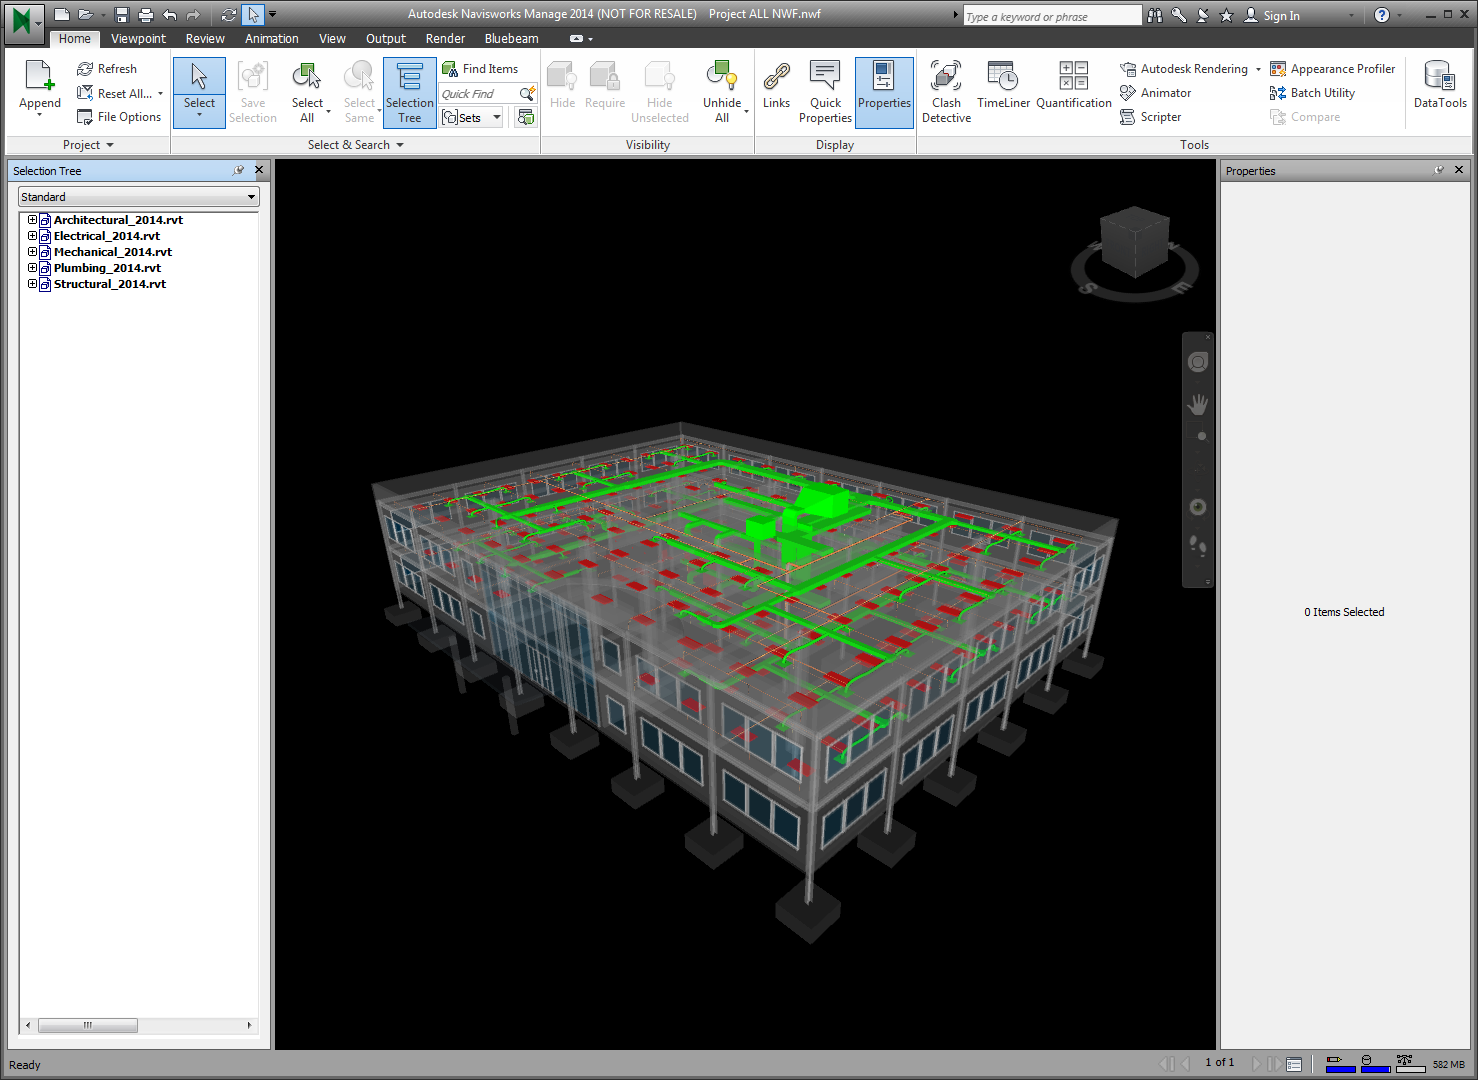 Autodesk Navisworks Manage 2014 (NOT FOR RESALE) Project ALL NWF.nwf
Type a keyword or phrase
Sign In
Home Viewpoint Review Animation View Output Render Bluebeam
Append
Refresh
Reset All...
File Options
Project
Select
Save Selection
Select All
Select Same
Selection Tree
Find Items
Quick Find
Sets
Select & Search
Hide
Require
Hide Unselected
Unhide All
Visibility
Links
Quick Properties
Properties
Display
Clash Detective
TimeLiner
Quantification
Autodesk Rendering
Animator
Scripter
Appearance Profiler
Batch Utility
Compare
Tools
DataTools
Selection Tree
Standard
Architectural_2014.rvt
Electrical_2014.rvt
Mechanical_2014.rvt
Plumbing_2014.rvt
Structural_2014.rvt
S
E
Properties
0 Items Selected
Ready
1 of 1
582 MB